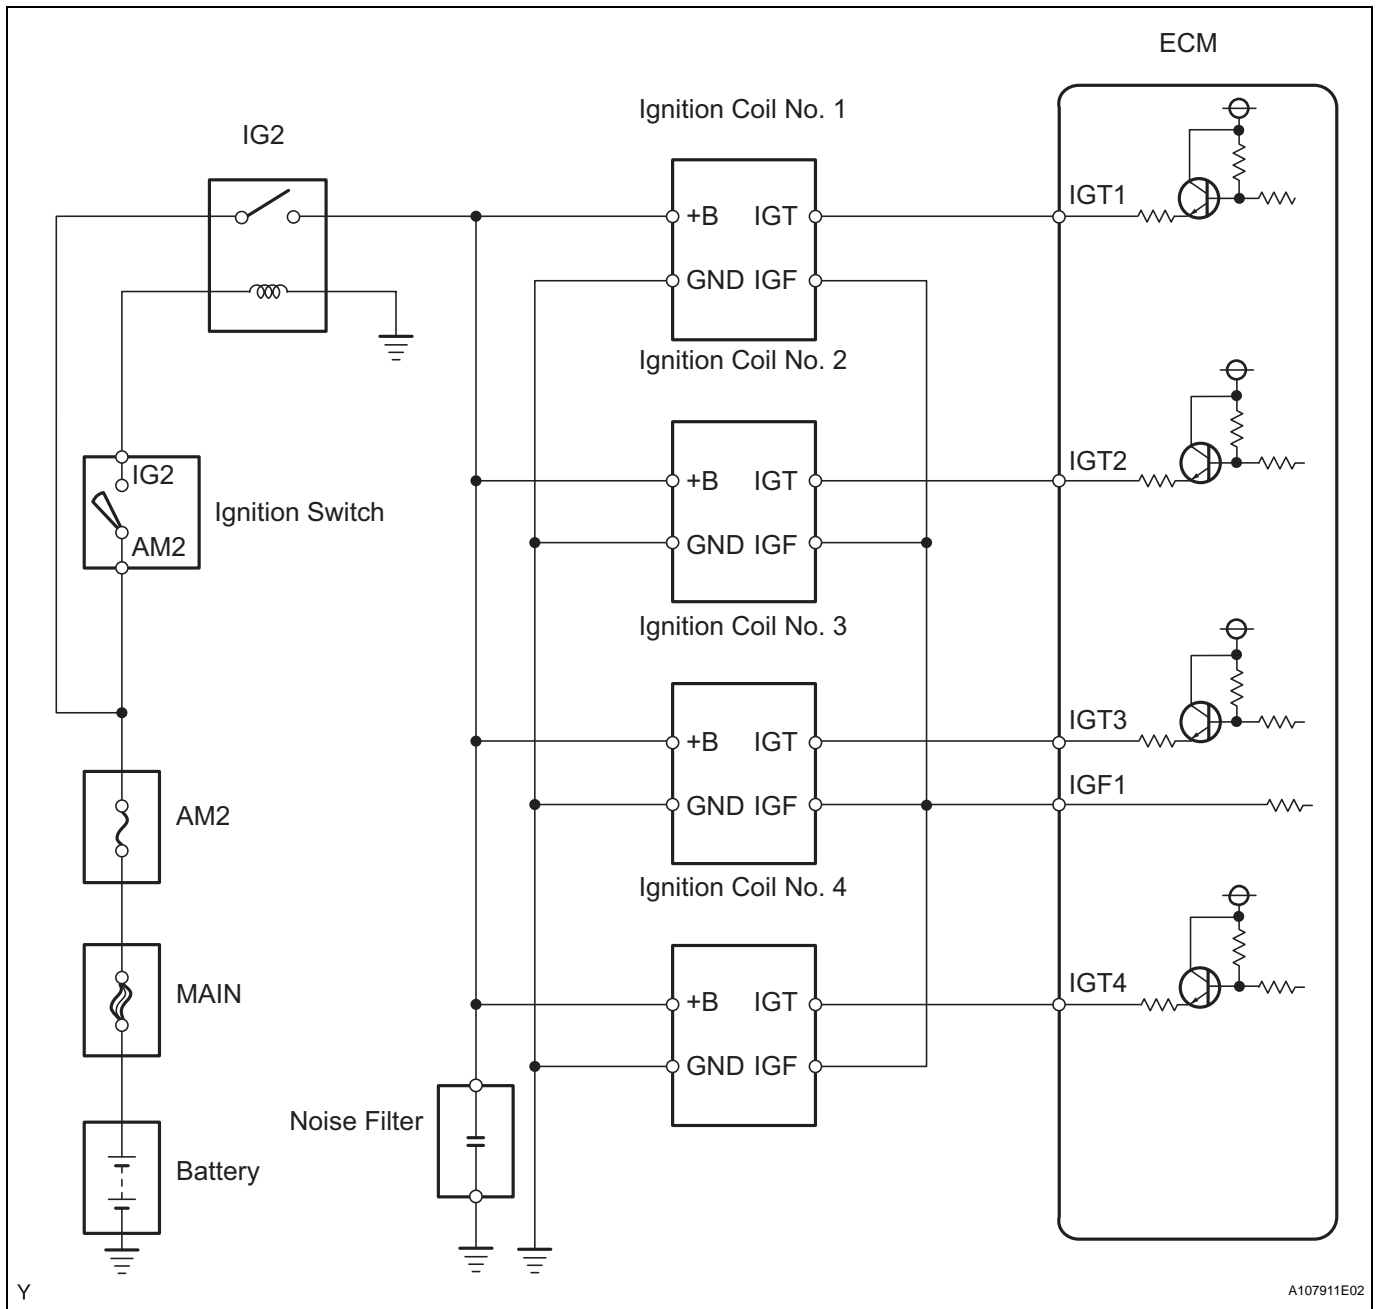 ECM
Ignition Coil No. 1
IG2
+B IGT
IGT1
GND IGF
Ignition Coil No. 2
IG2
Ignition Switch
AM2
+B IGT
IGT2
GND IGF
Ignition Coil No. 3
+B IGT
IGT3
GND IGF
IGF1
AM2
Ignition Coil No. 4
+B IGT
IGT4
MAIN
GND IGF
Noise Filter
Battery
Y
A107911E02